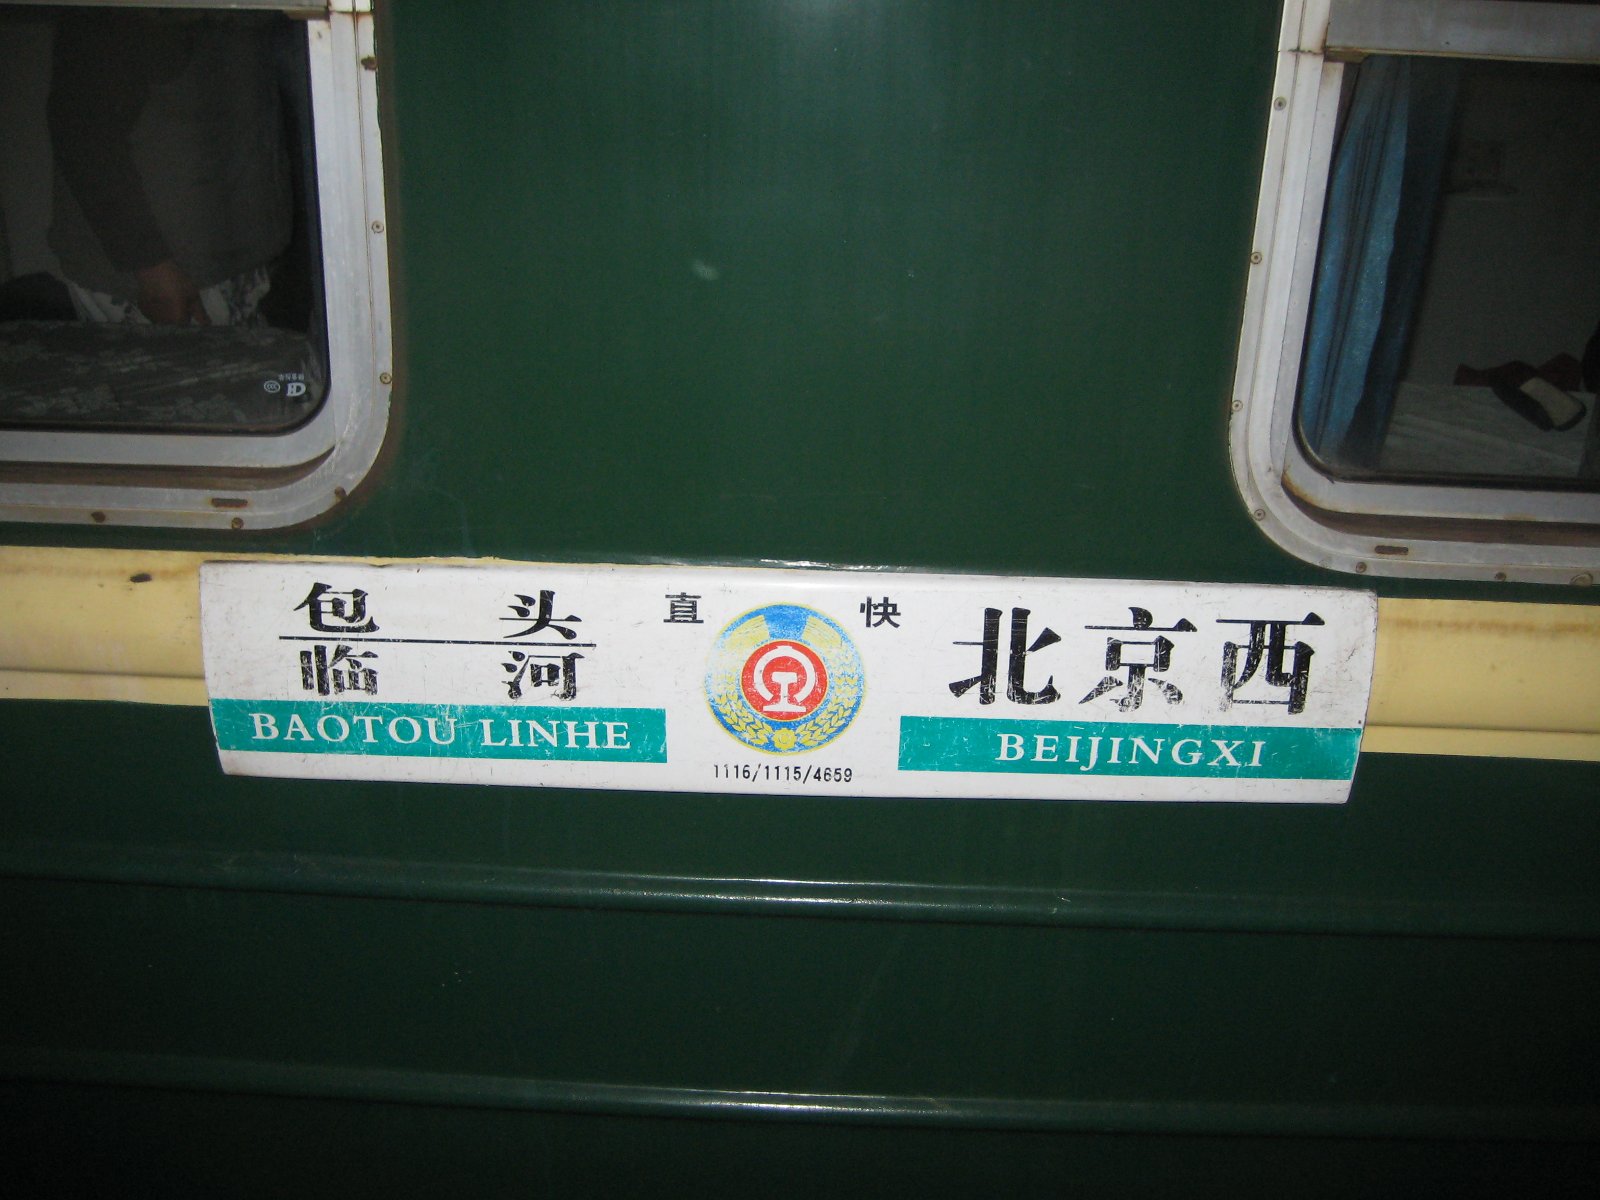 包头 直 快 北京西
临河
BAOTOU LINHE BEIJINGXI
1116/1115/4659